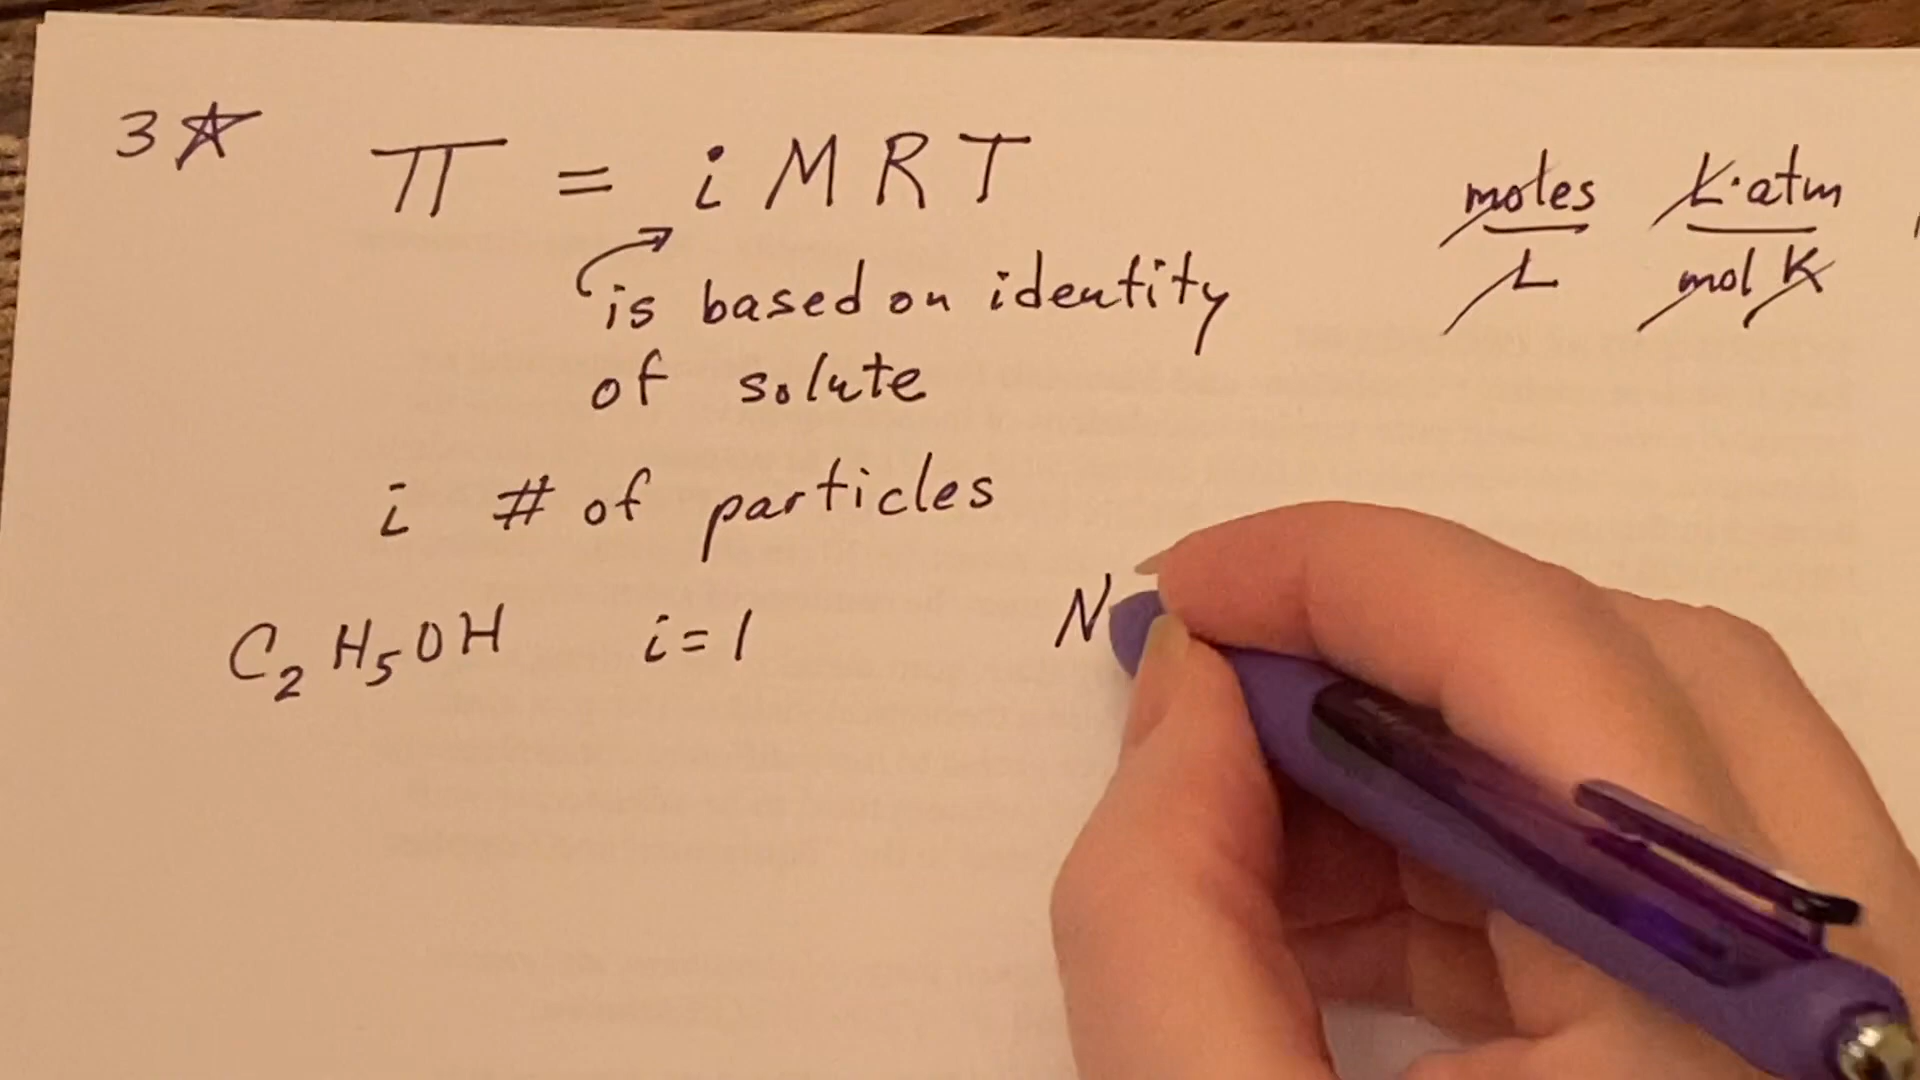 3☆ π = i M R T
is based on identity
of solute
moles L·atm
L mol K
i # of particles
C₂H₅OH i=1 N